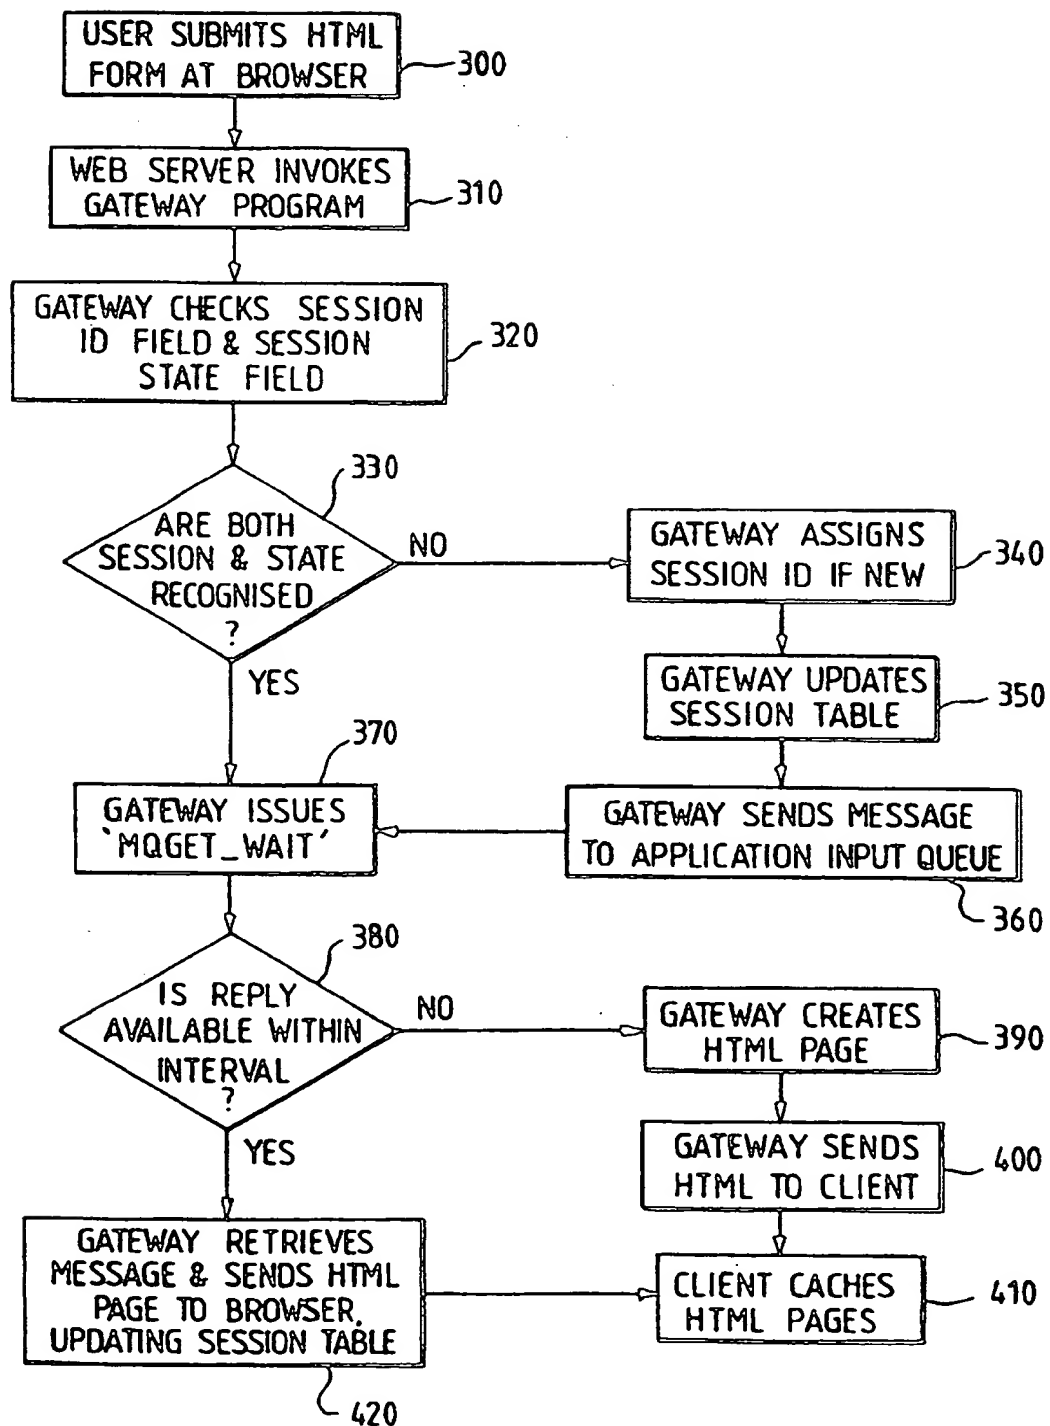 USER SUBMITS HTML
FORM AT BROWSER
300
WEB SERVER INVOKES
GATEWAY PROGRAM
310
GATEWAY CHECKS SESSION
ID FIELD & SESSION
STATE FIELD
320
330
ARE BOTH
SESSION & STATE
RECOGNISED
?
NO
YES
GATEWAY ASSIGNS
SESSION ID IF NEW
340
GATEWAY UPDATES
SESSION TABLE
350
GATEWAY SENDS MESSAGE
TO APPLICATION INPUT QUEUE
360
370
GATEWAY ISSUES
'MQGET_WAIT'
380
IS REPLY
AVAILABLE WITHIN
INTERVAL
?
NO
YES
GATEWAY CREATES
HTML PAGE
390
GATEWAY SENDS
HTML TO CLIENT
400
GATEWAY RETRIEVES
MESSAGE & SENDS HTML
PAGE TO BROWSER.
UPDATING SESSION TABLE
420
CLIENT CACHES
HTML PAGES
410